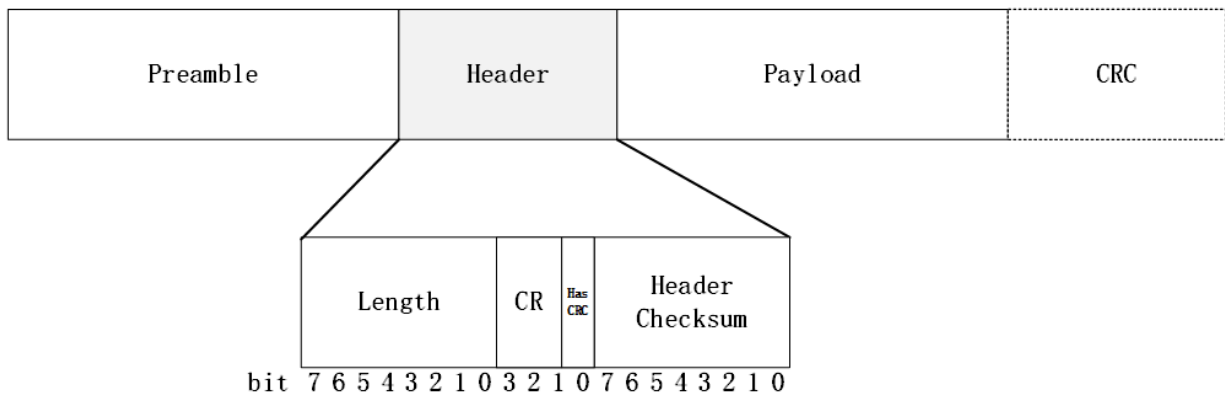 Preamble Header Payload CRC
Length CR Has CRC Header Checksum
bit 7 6 5 4 3 2 1 0 3 2 1 0 7 6 5 4 3 2 1 0